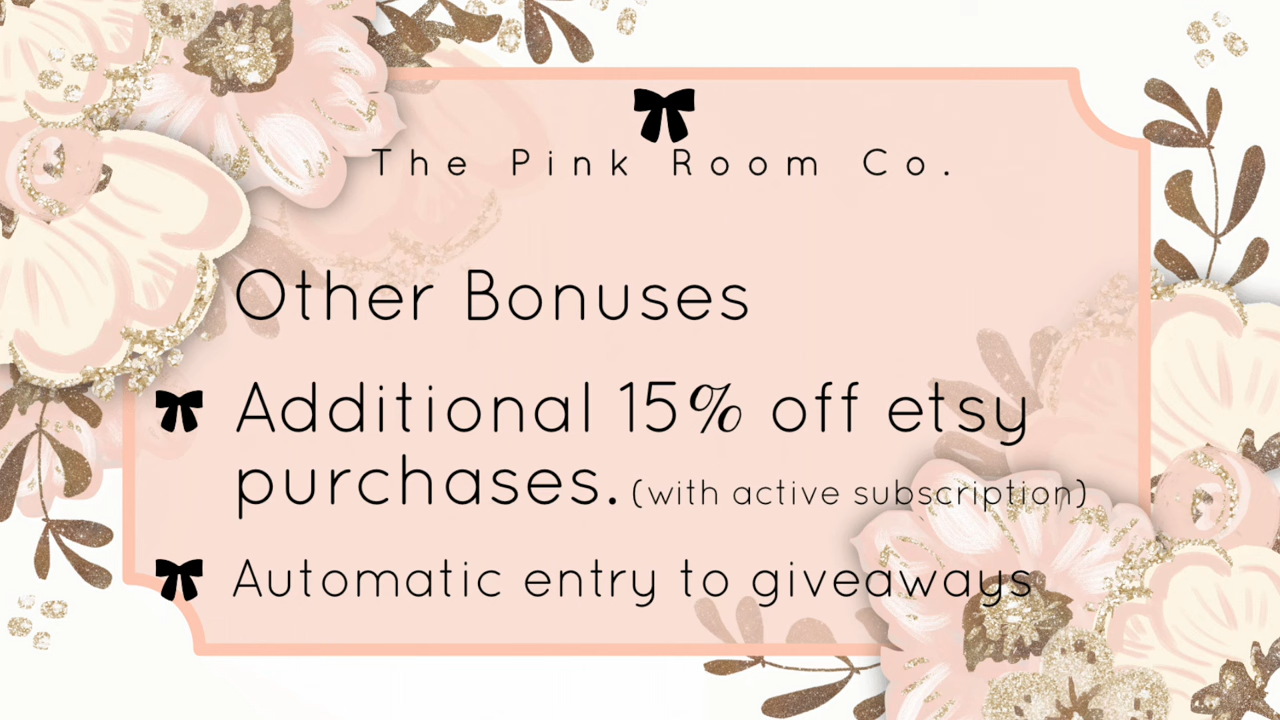 The Pink Room Co.
Other Bonuses
Additional 15% off etsy
purchases. (with active subscription)
Automatic entry to giveaways